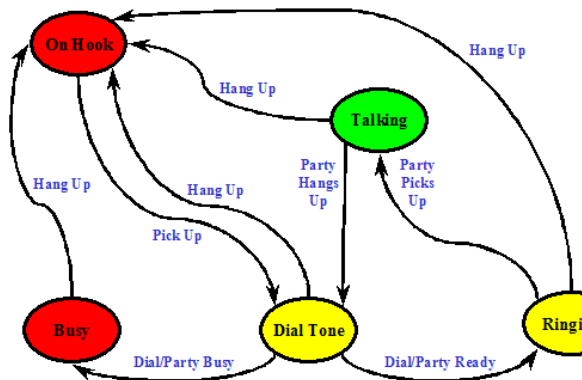 On Hook
Hang Up
Hang Up
Talking
Party
Hangs
Up
Party
Picks
Up
Hang Up
Hang Up
Pick Up
Busy
Dial Tone
Ringi
Dial/Party Busy
Dial/Party Ready